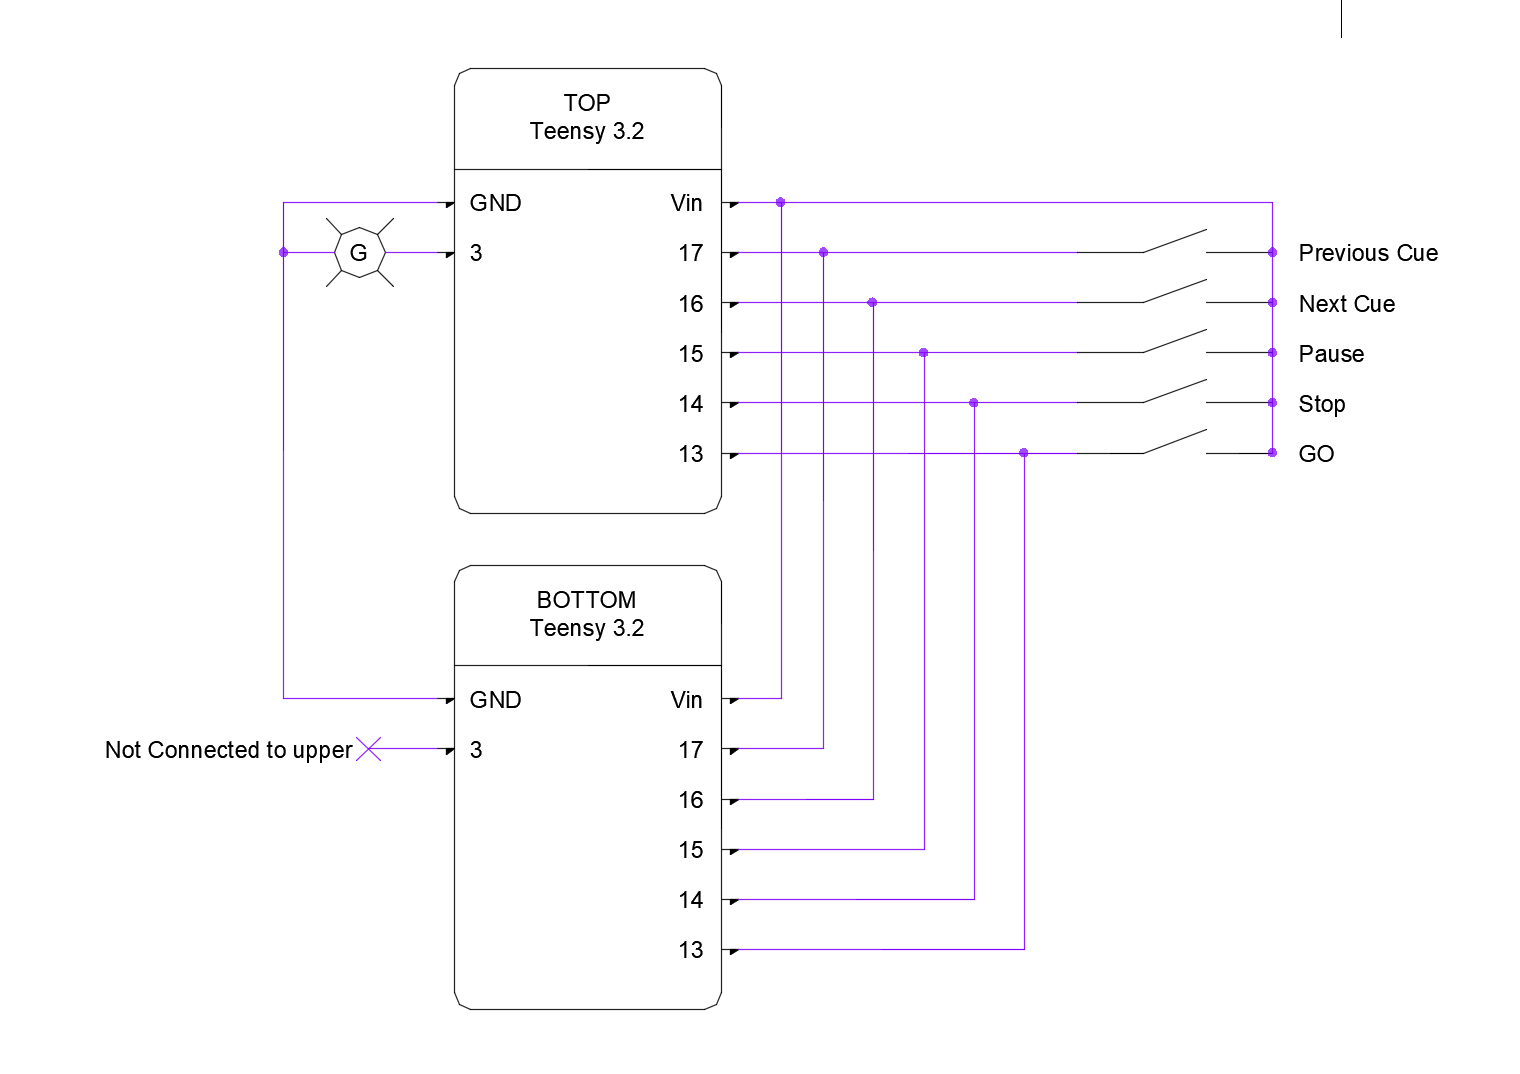 TOP
Teensy 3.2
GND
Vin
G
3
17
Previous Cue
16
Next Cue
15
Pause
14
Stop
13
GO
BOTTOM
Teensy 3.2
GND
Vin
Not Connected to upper
3
17
16
15
14
13